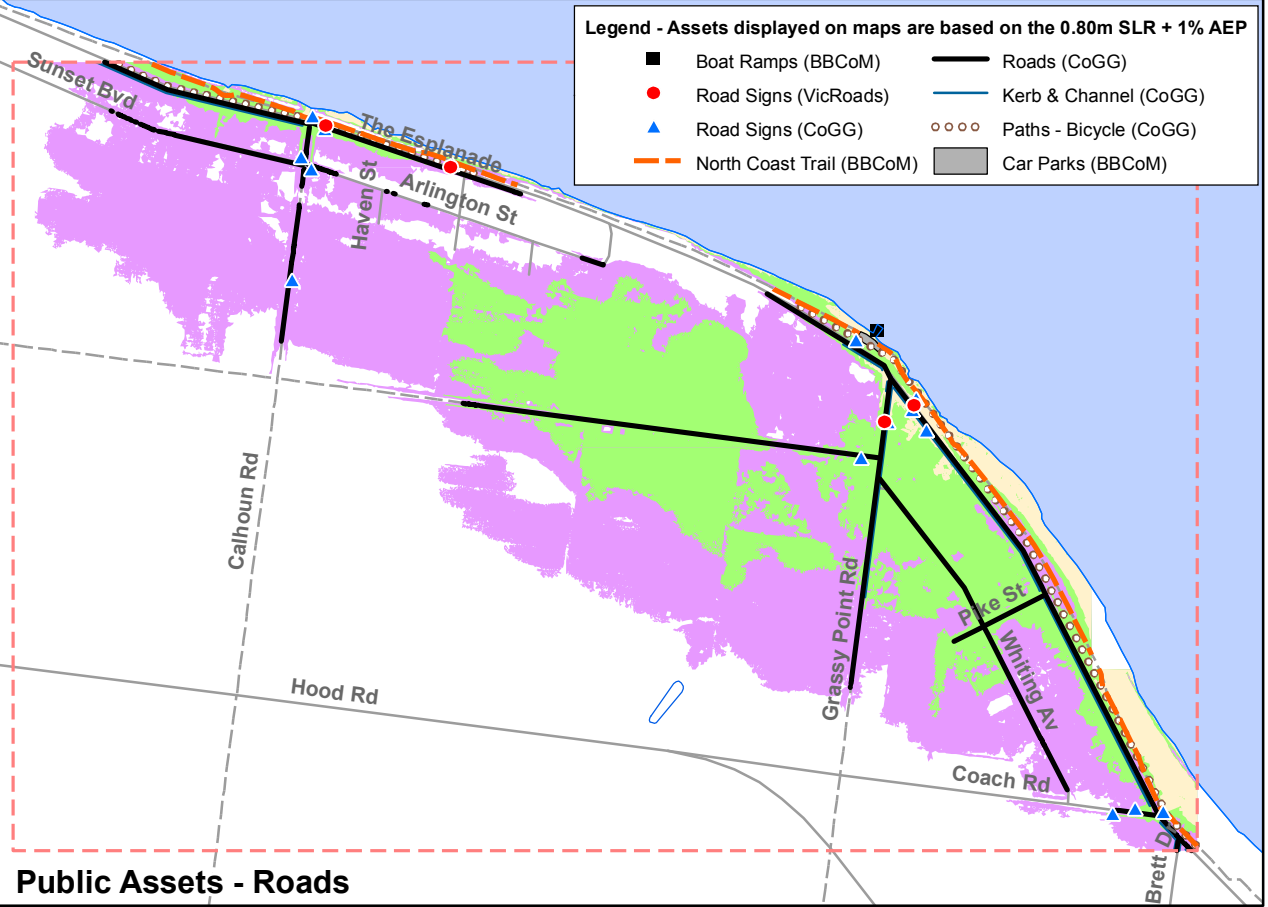 Legend - Assets displayed on maps are based on the 0.80m SLR + 1% AEP
Boat Ramps (BBCoM)
Roads (CoGG)
Road Signs (VicRoads)
Kerb & Channel (CoGG)
Road Signs (CoGG)
Paths - Bicycle (CoGG)
North Coast Trail (BBCoM)
Car Parks (BBCoM)
Sunset Bvd
The Esplanade
Haven St
Arlington St
Calhoun Rd
Grassy Point Rd
Pike St
Whiting Av
Hood Rd
Coach Rd
Brett D
Public Assets - Roads